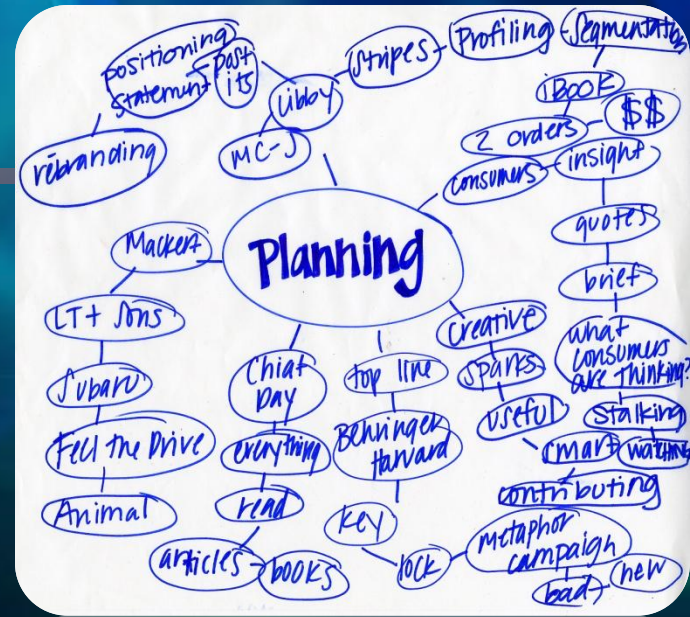 positioning
statement
Post
its
rebranding
Libby
MC-J
Stripes
Profiling
Segmentation
iBOOK
$$
2 orders
insight
consumers
quotes
brief
what
consumers
are thinking?
Stalking
watching
Planning
Mackert
LT+ Sons
Subaru
Feel the Drive
Animal
Chiat
Day
everything
read
articles
books
top line
Behringer
Harvard
key
lock
metaphor
campaign
bad
new
Creative
sparks
useful
smart
contributing